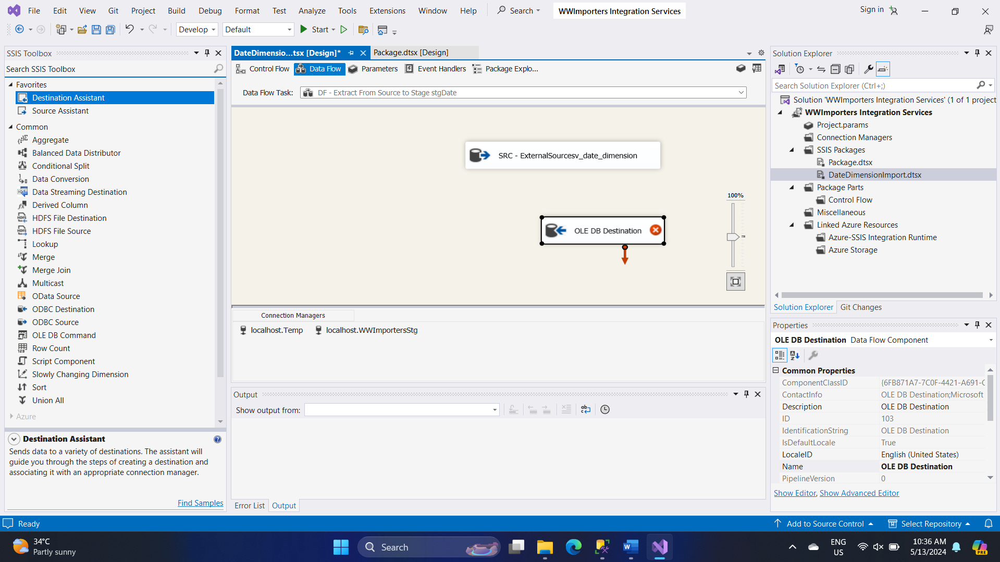 File Edit View Git Project Build Debug Format Test Analyze Tools Extensions Window Help Search WWImporters Integration Services Sign in
Develop Default Start
SSIS Toolbox
Search SSIS Toolbox
Favorites
Destination Assistant
Source Assistant
Common
Aggregate
Balanced Data Distributor
Conditional Split
Data Conversion
Data Streaming Destination
Derived Column
HDFS File Destination
HDFS File Source
Lookup
Merge
Merge Join
Multicast
OData Source
ODBC Destination
ODBC Source
OLE DB Command
Row Count
Script Component
Slowly Changing Dimension
Sort
Union All
Azure
Destination Assistant
Sends data to a variety of destinations. The assistant will
guide you through the steps of creating a destination and
associating it with an appropriate connection manager.
Find Samples
DateDimensio...tsx [Design]* Package.dtsx [Design]
Control Flow Data Flow Parameters Event Handlers Package Explo...
Data Flow Task: DF - Extract From Source to Stage stgDate
SRC - ExternalSourcesv_date_dimension
100%
OLE DB Destination
Connection Managers
localhost.Temp localhost.WWImportersStg
Output
Show output from:
Error List Output
Solution Explorer
Search Solution Explorer (Ctrl+;)
Solution 'WWImporters Integration Services' (1 of 1 project
WWImporters Integration Services
Project.params
Connection Managers
SSIS Packages
Package.dtsx
DateDimensionImport.dtsx
Package Parts
Control Flow
Miscellaneous
Linked Azure Resources
Azure-SSIS Integration Runtime
Azure Storage
Solution Explorer Git Changes
Properties
OLE DB Destination Data Flow Component
Common Properties
ComponentClassID {6FB871A7-7C0F-4421-A691-C
ContactInfo OLE DB Destination;Microsoft
Description OLE DB Destination
ID 103
IdentificationString OLE DB Destination
IsDefaultLocale True
LocaleID English (United States)
Name OLE DB Destination
PipelineVersion 0
Show Editor, Show Advanced Editor
Ready Add to Source Control Select Repository
34°C
Partly sunny
Search
ENG
US
10:36 AM
5/13/2024
PRE